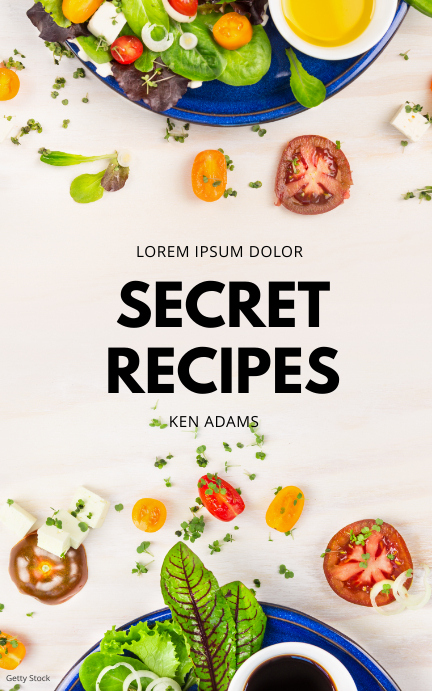 LOREM IPSUM DOLOR
SECRET
RECIPES
KEN ADAMS
Getty Stock